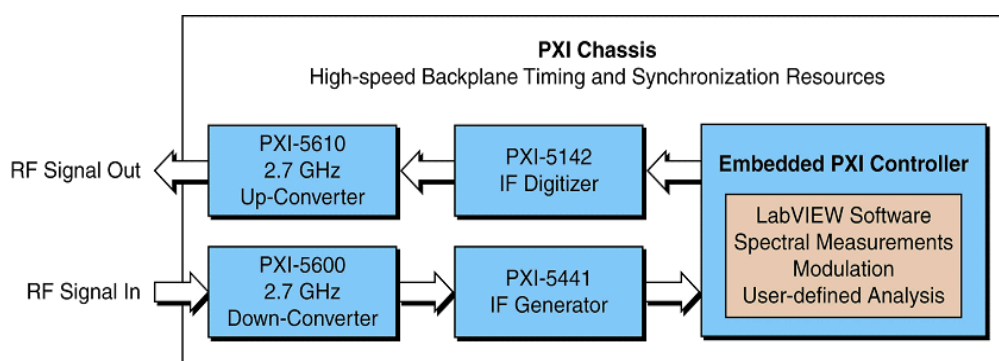 PXI Chassis
High-speed Backplane Timing and Synchronization Resources
RF Signal Out
PXI-5610
2.7 GHz
Up-Converter
PXI-5142
IF Digitizer
Embedded PXI Controller
LabVIEW Software
Spectral Measurements
Modulation
User-defined Analysis
RF Signal In
PXI-5600
2.7 GHz
Down-Converter
PXI-5441
IF Generator